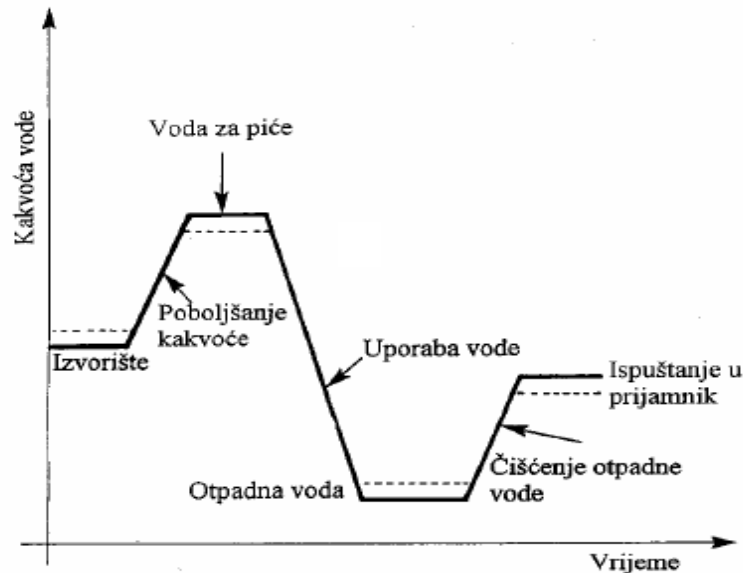 Kakvoća vode
Voda za piće
Poboljšanje
kakvoće
Izvorište
Uporaba vode
Ispuštanje u
prijamnik
Otpadna voda
Čišćenje otpadne
vode
Vrijeme